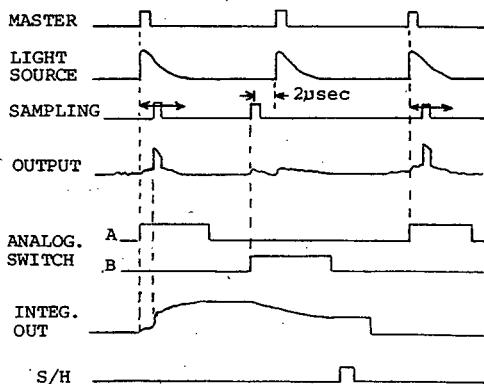 MASTER
LIGHT
SOURCE
2μsec
SAMPLING
OUTPUT
ANALOG.
SWITCH
A
B
INTEG.
OUT
S/H